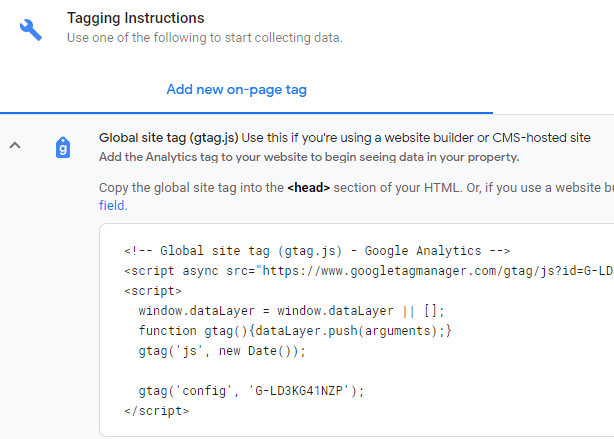 Tagging Instructions
Use one of the following to start collecting data.
Add new on-page tag
g
Global site tag (gtag.js) Use this if you're using a website builder or CMS-hosted site
Add the Analytics tag to your website to begin seeing data in your property.
Copy the global site tag into the <head> section of your HTML. Or, if you use a website
field.
<!-- Global site tag (gtag.js) - Google Analytics -->
<script async src="https://www.googletagmanager.com/gtag/js?id=G-LD
<script>
window.dataLayer = window.dataLayer || [];
function gtag(){dataLayer.push(arguments);}
gtag('js', new Date());
gtag('config', 'G-LD3KG41NZP');
</script>